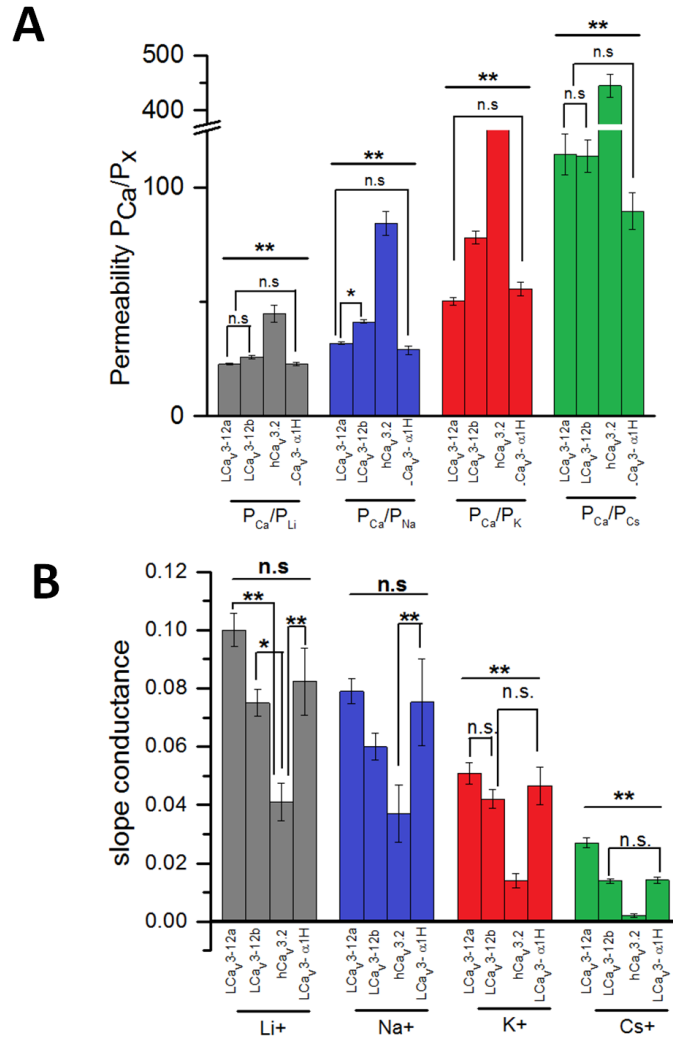 A
Permeability PCa/Px
500
400
100
0
**
n.s
n.s
**
n.s
*
**
n.s
**
n.s
n.s
LCav3-12a
LCav3-12b
hCav3.2
-Cav3- α1H
LCav3-12a
LCav3-12b
hCav3.2
-Cav3- α1H
LCav3-12a
LCav3-12b
hCav3.2
-Cav3- α1H
LCav3-12a
LCav3-12b
hCav3.2
-Cav3- α1H
PCa/PLi
PCa/PNa
PCa/PK
PCa/PCs
B
slope conductance
0.12
0.10
0.08
0.06
0.04
0.02
0.00
n.s
**
*
**
n.s
**
**
n.s.
n.s.
**
n.s.
LCav3-12a
LCav3-12b
hCav3.2
LCav3- α1H
LCav3-12a
LCav3-12b
hCav3.2
LCav3- α1H
LCav3-12a
LCav3-12b
hCav3.2
LCav3- α1H
LCav3-12a
LCav3-12b
hCav3.2
LCav3- α1H
Li+
Na+
K+
Cs+